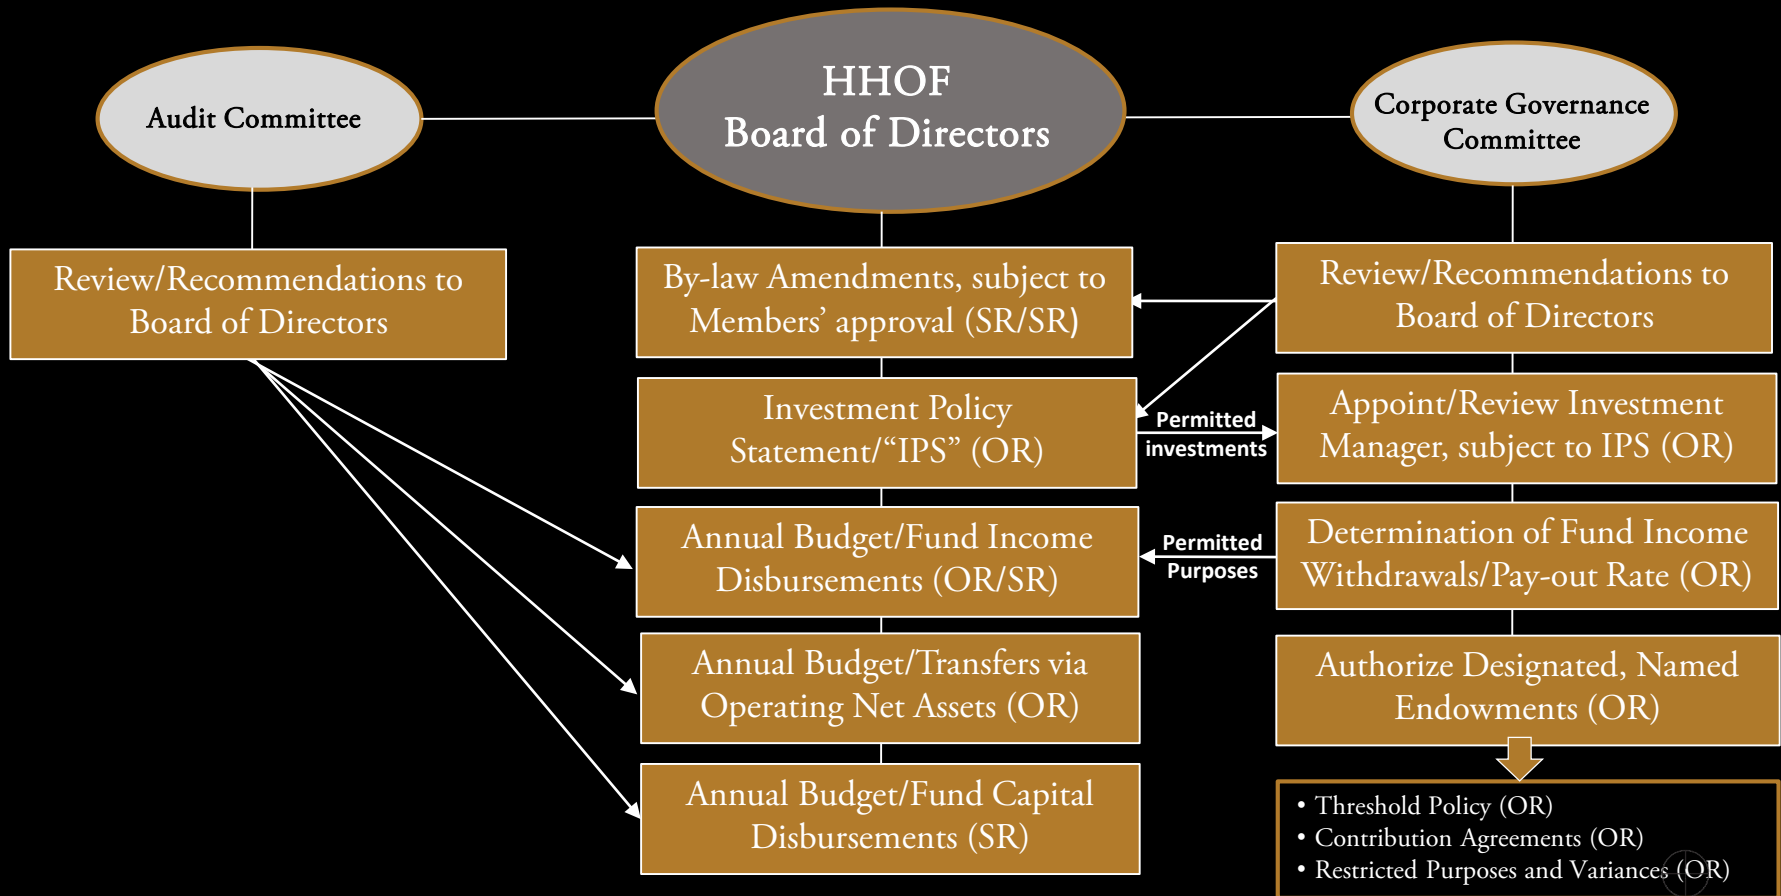 HHOF
Board of Directors
Audit Committee
Corporate Governance
Committee
Review/Recommendations to
Board of Directors
By-law Amendments, subject to
Members’ approval (SR/SR)
Review/Recommendations to
Board of Directors
Investment Policy
Statement/“IPS” (OR)
Permitted
investments
Appoint/Review Investment
Manager, subject to IPS (OR)
Annual Budget/Fund Income
Disbursements (OR/SR)
Permitted
Purposes
Determination of Fund Income
Withdrawals/Pay-out Rate (OR)
Annual Budget/Transfers via
Operating Net Assets (OR)
Authorize Designated, Named
Endowments (OR)
Annual Budget/Fund Capital
Disbursements (SR)
• Threshold Policy (OR)
• Contribution Agreements (OR)
• Restricted Purposes and Variances (OR)